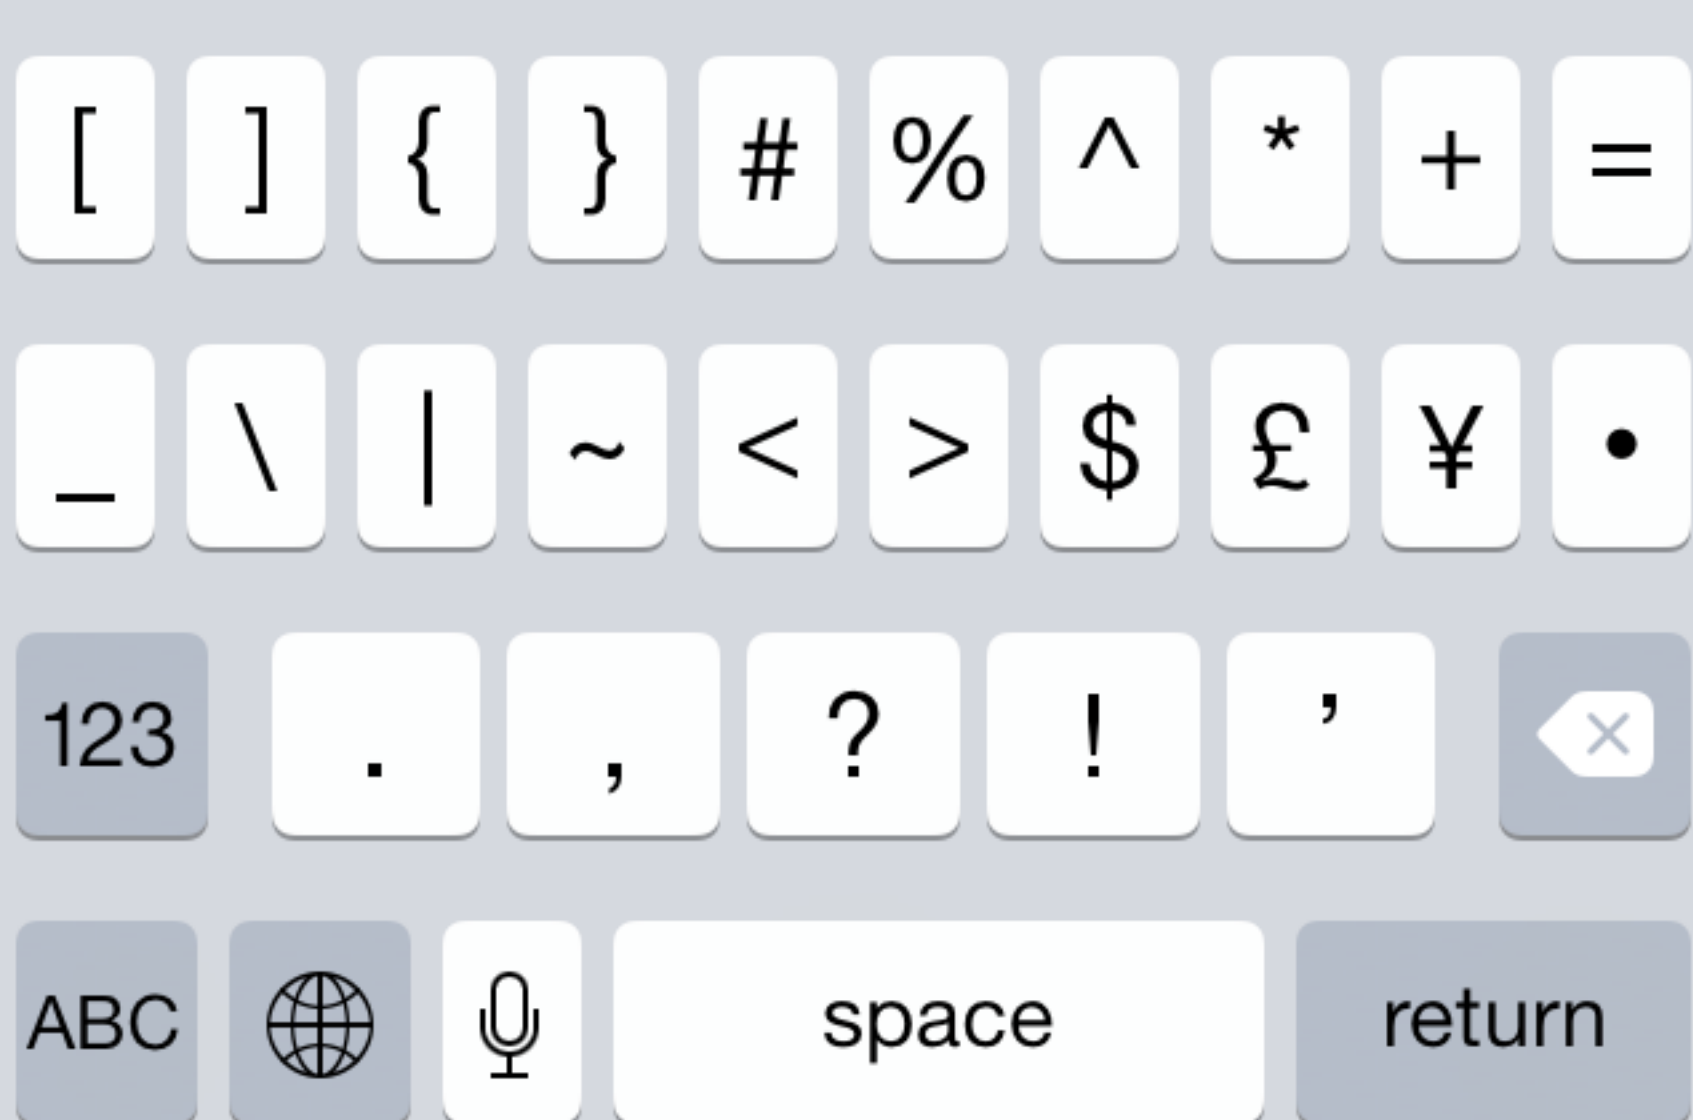 [ ] { } # % ^ * + =
_ \ | ~ < > $ £ ¥ •
123 . , ? ! ’
ABC space return